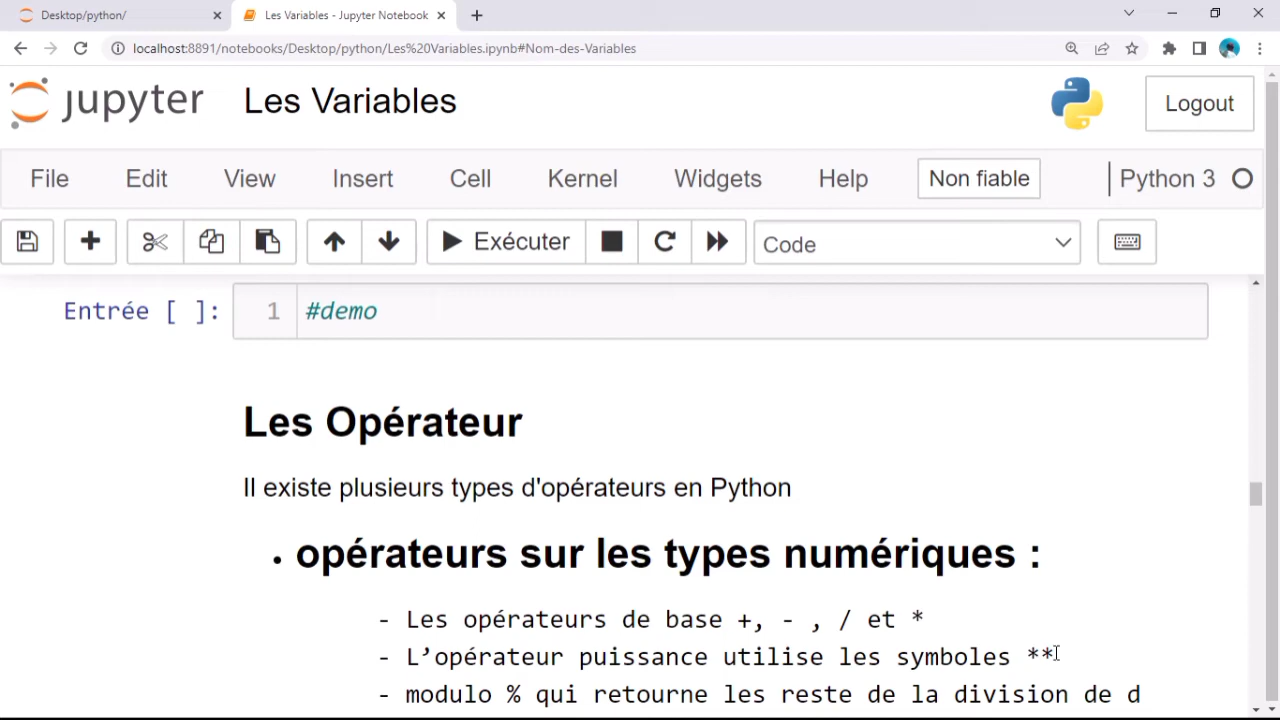 Desktop/python/
Les Variables - Jupyter Notebook
localhost:8891/notebooks/Desktop/python/Les%20Variables.ipynb#Nom-des-Variables
jupyter Les Variables Logout
File Edit View Insert Cell Kernel Widgets Help Non fiable Python 3
Exécuter Code
Entrée [ ]: 1 #demo
Les Opérateur
Il existe plusieurs types d'opérateurs en Python
• opérateurs sur les types numériques :
- Les opérateurs de base +, - , / et *
- L’opérateur puissance utilise les symboles **
- modulo % qui retourne les reste de la division de d